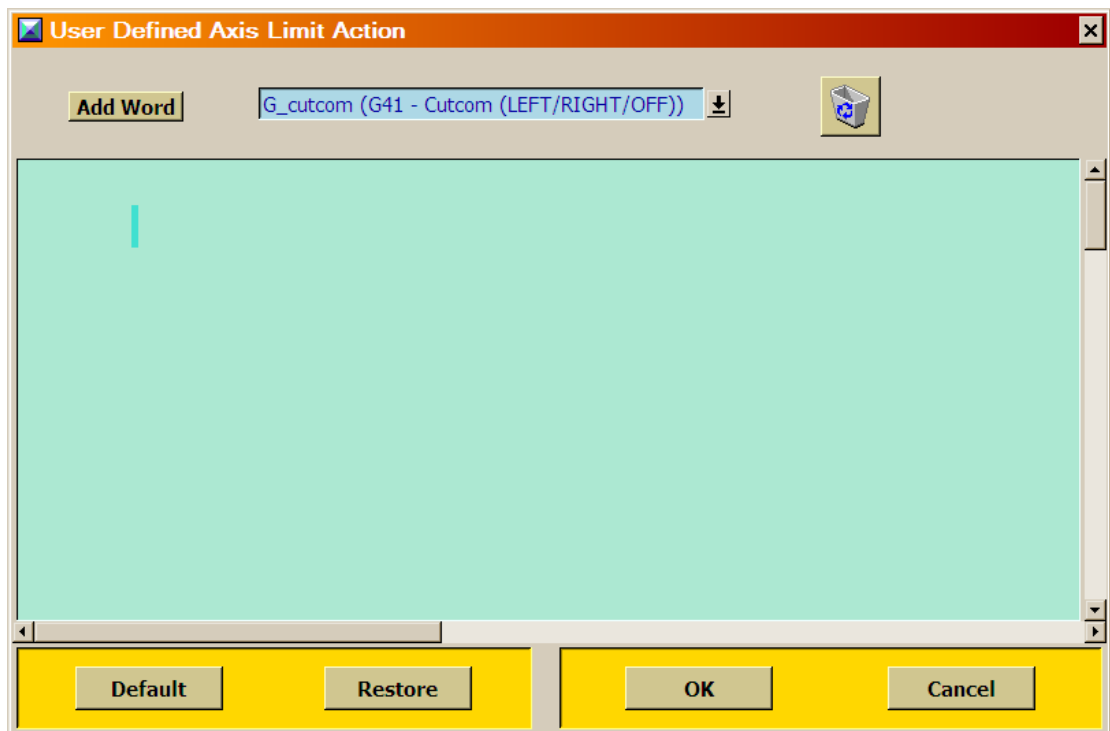 User Defined Axis Limit Action
Add Word
G_cutcom (G41 - Cutcom (LEFT/RIGHT/OFF))
Default
Restore
OK
Cancel